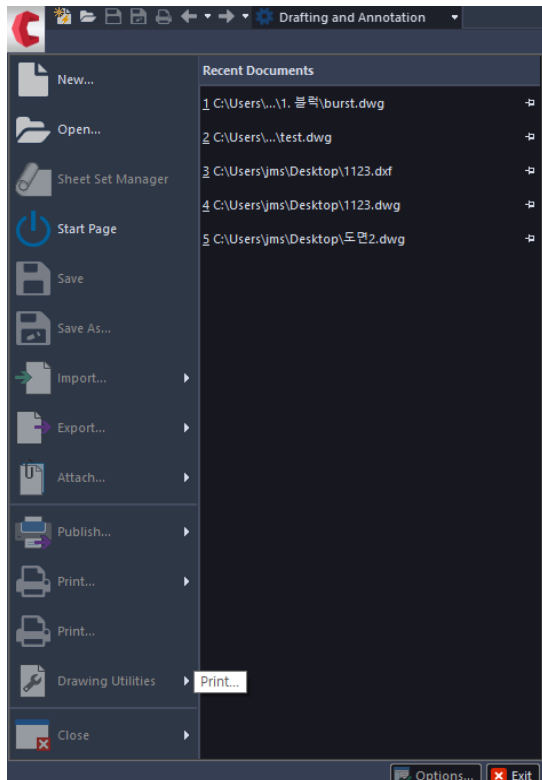 Drafting and Annotation
New...
Open...
Sheet Set Manager
Start Page
Save
Save As...
Import...
Export...
Attach...
Publish...
Print...
Print...
Drawing Utilities
Print...
Close
Recent Documents
1 C:\Users\...\1. 블럭\burst.dwg
2 C:\Users\...\test.dwg
3 C:\Users\jms\Desktop\1123.dxf
4 C:\Users\jms\Desktop\1123.dwg
5 C:\Users\jms\Desktop\도면2.dwg
Options...
Exit